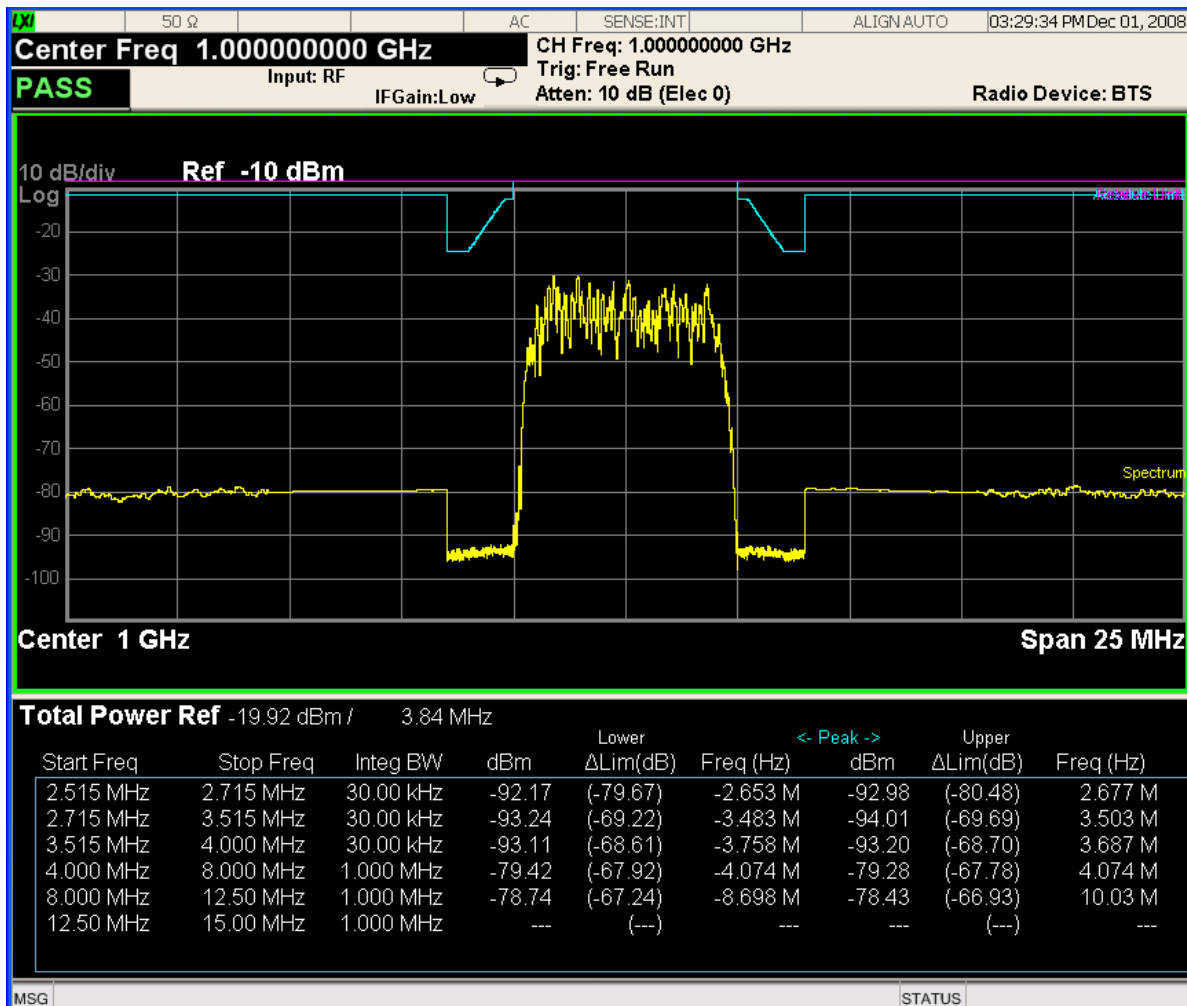 LXI 50 Ω AC SENSE:INT ALIGN AUTO 03:29:34 PM Dec 01, 2008
Center Freq 1.000000000 GHz CH Freq: 1.000000000 GHz
Input: RF Trig: Free Run
PASS IFGain:Low Atten: 10 dB (Elec 0) Radio Device: BTS
10 dB/div Ref -10 dBm
Log
-20
-30
-40
-50
-60
-70
Spectrum
-80
-90
-100
Center 1 GHz Span 25 MHz
Total Power Ref -19.92 dBm / 3.84 MHz
Lower <- Peak -> Upper
Start Freq Stop Freq Integ BW dBm ΔLim(dB) Freq (Hz) dBm ΔLim(dB) Freq (Hz)
2.515 MHz 2.715 MHz 30.00 kHz -92.17 (-79.67) -2.653 M -92.98 (-80.48) 2.677 M
2.715 MHz 3.515 MHz 30.00 kHz -93.24 (-69.22) -3.483 M -94.01 (-69.69) 3.503 M
3.515 MHz 4.000 MHz 30.00 kHz -93.11 (-68.61) -3.758 M -93.20 (-68.70) 3.687 M
4.000 MHz 8.000 MHz 1.000 MHz -79.42 (-67.92) -4.074 M -79.28 (-67.78) 4.074 M
8.000 MHz 12.50 MHz 1.000 MHz -78.74 (-67.24) -8.698 M -78.43 (-66.93) 10.03 M
12.50 MHz 15.00 MHz 1.000 MHz --- (---) --- --- (---) ---
MSG STATUS